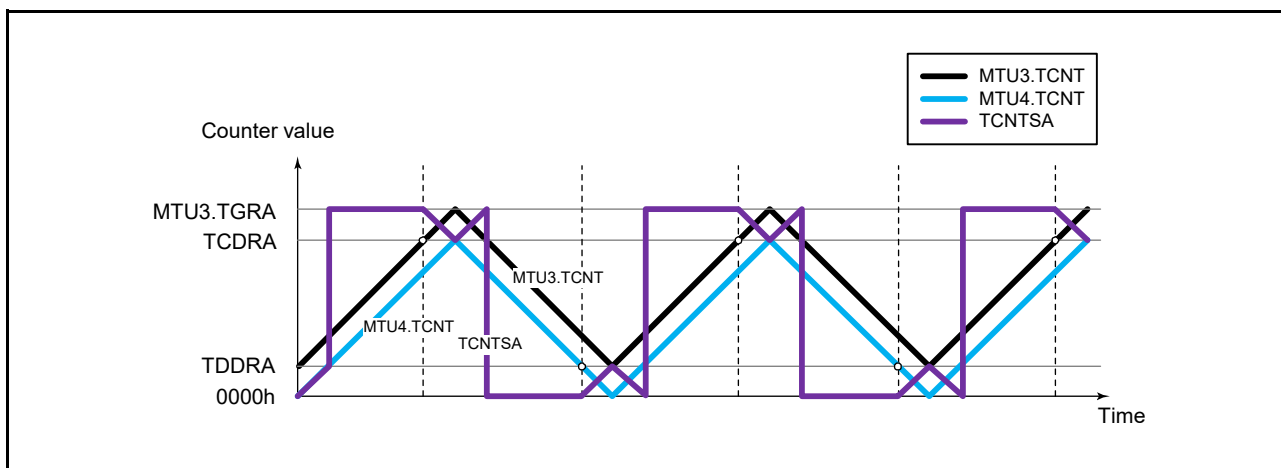 MTU3.TCNT
MTU4.TCNT
TCNTSA
Counter value
MTU3.TGRA
TCDRA
MTU3.TCNT
MTU4.TCNT
TCNTSA
TDDRA
0000h
Time